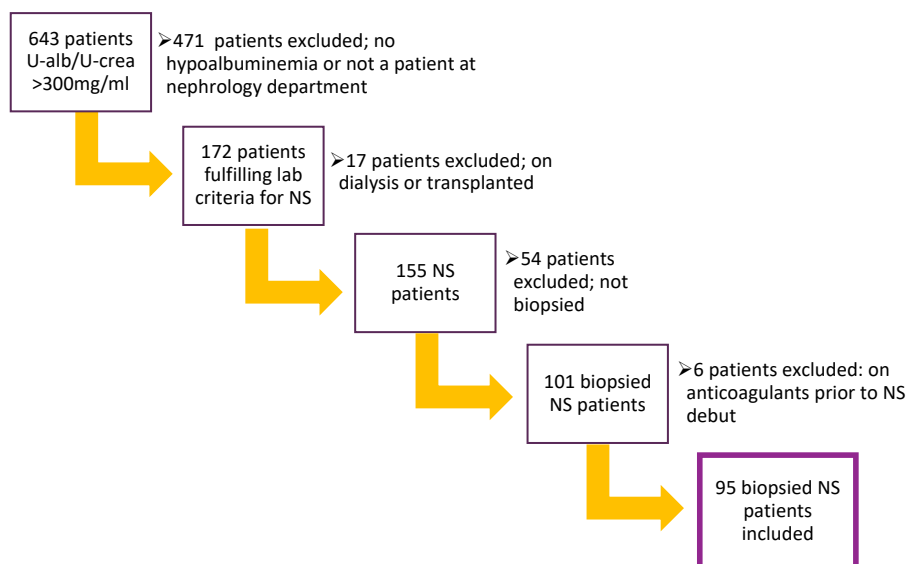 643 patients
U-alb/U-crea
>300mg/ml
➢471 patients excluded; no
hypoalbuminemia or not a patient at
nephrology department
172 patients
fulfilling lab
criteria for NS
➢17 patients excluded; on
dialysis or transplanted
155 NS
patients
➢54 patients
excluded; not
biopsied
101 biopsied
NS patients
➢6 patients excluded: on
anticoagulants prior to NS
debut
95 biopsied NS
patients
included